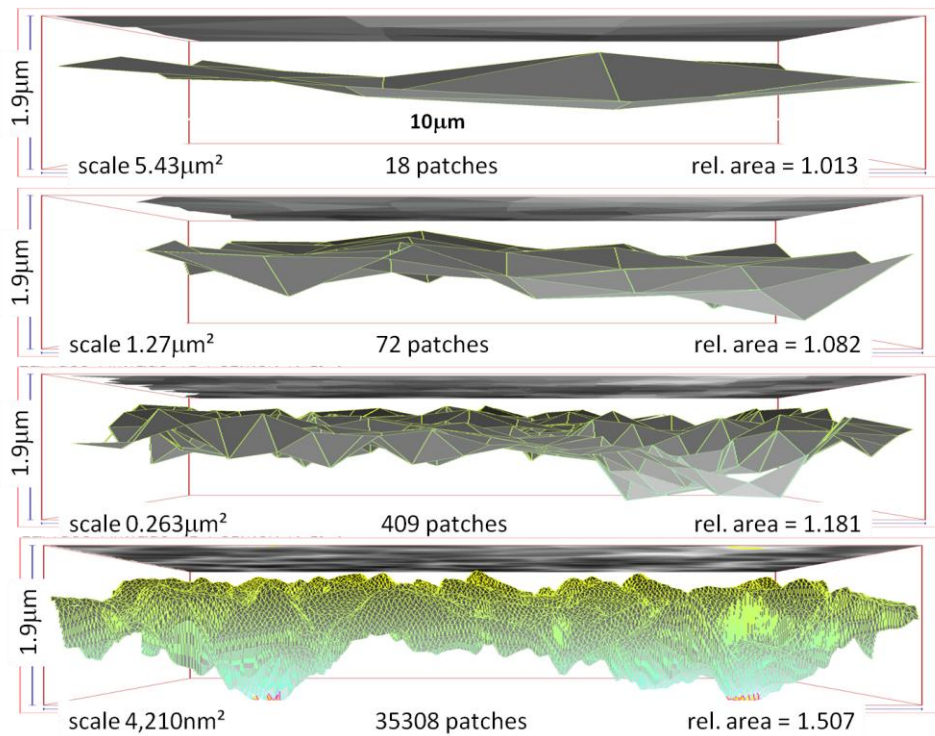 1.9µm
10µm
scale 5.43µm² 18 patches rel. area = 1.013
1.9µm
scale 1.27µm² 72 patches rel. area = 1.082
1.9µm
scale 0.263µm² 409 patches rel. area = 1.181
1.9µm
scale 4,210nm² 35308 patches rel. area = 1.507